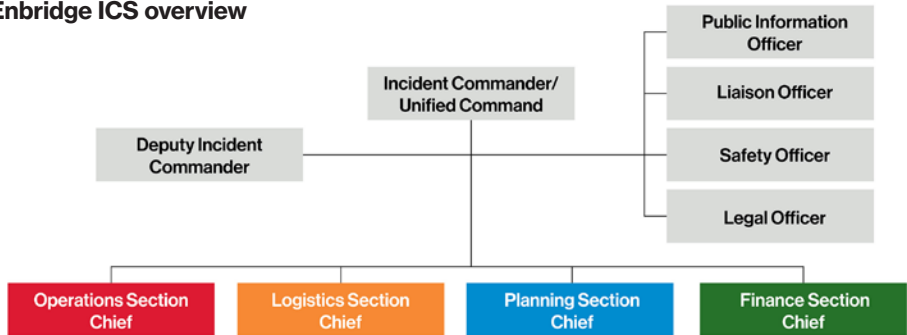 Enbridge ICS overview
Public Information
Officer
Incident Commander/
Unified Command
Liaison Officer
Deputy Incident
Commander
Safety Officer
Legal Officer
Operations Section
Chief
Logistics Section
Chief
Planning Section
Chief
Finance Section
Chief